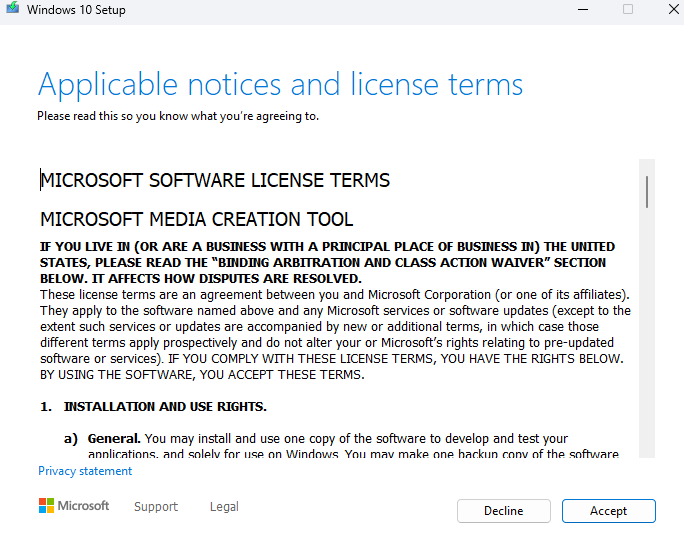 Windows 10 Setup
Applicable notices and license terms
Please read this so you know what you're agreeing to.
MICROSOFT SOFTWARE LICENSE TERMS
MICROSOFT MEDIA CREATION TOOL
IF YOU LIVE IN (OR ARE A BUSINESS WITH A PRINCIPAL PLACE OF BUSINESS IN) THE UNITED
STATES, PLEASE READ THE “BINDING ARBITRATION AND CLASS ACTION WAIVER” SECTION
BELOW. IT AFFECTS HOW DISPUTES ARE RESOLVED.
These license terms are an agreement between you and Microsoft Corporation (or one of its affiliates).
They apply to the software named above and any Microsoft services or software updates (except to the
extent such services or updates are accompanied by new or additional terms, in which case those
different terms apply prospectively and do not alter your or Microsoft’s rights relating to pre-updated
software or services). IF YOU COMPLY WITH THESE LICENSE TERMS, YOU HAVE THE RIGHTS BELOW.
BY USING THE SOFTWARE, YOU ACCEPT THESE TERMS.
1. INSTALLATION AND USE RIGHTS.
a) General. You may install and use one copy of the software to develop and test your
applications, and solely for use on Windows. You may make one backup copy of the software
Privacy statement
Microsoft Support Legal Decline Accept